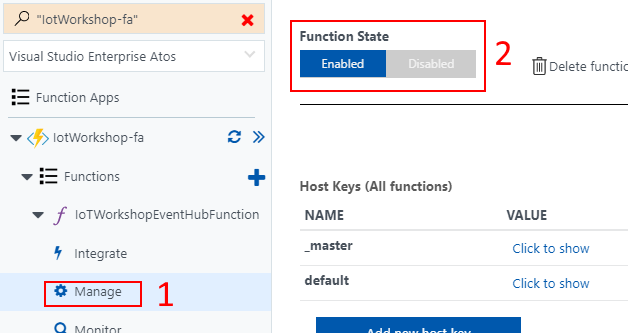 "IotWorkshop-fa"
Visual Studio Enterprise Atos
Function Apps
IotWorkshop-fa
Functions
IoTWorkshopEventHubFunction
Integrate
Manage
1
Monitor
Function State
Enabled
Disabled
2
Delete functio
Host Keys (All functions)
NAME VALUE
_master Click to show
default Click to show
Add new host key